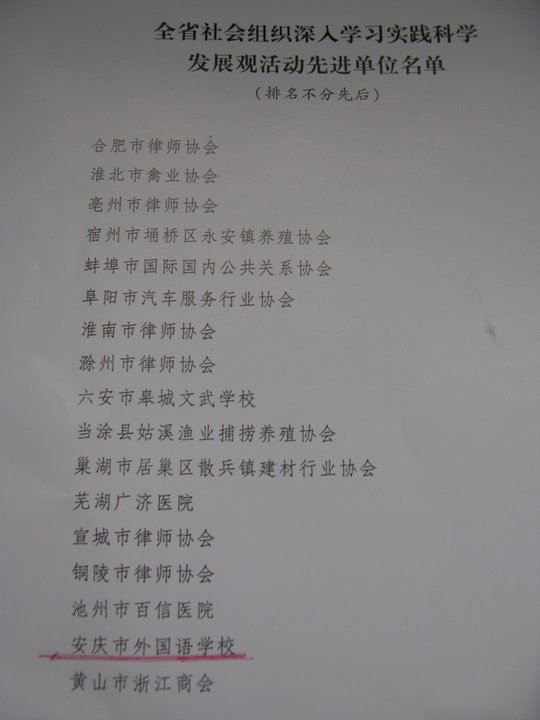 全省社会组织深入学习实践科学
发展观活动先进单位名单
（排名不分先后）
合肥市律师协会
淮北市禽业协会
亳州市律师协会
宿州市埇桥区永安镇养殖协会
蚌埠市国际国内公共关系协会
阜阳市汽车服务行业协会
淮南市律师协会
滁州市律师协会
六安市皋城文武学校
当涂县姑溪渔业捕捞养殖协会
巢湖市居巢区散兵镇建材行业协会
芜湖广济医院
宣城市律师协会
铜陵市律师协会
池州市百信医院
安庆市外国语学校
黄山市浙江商会